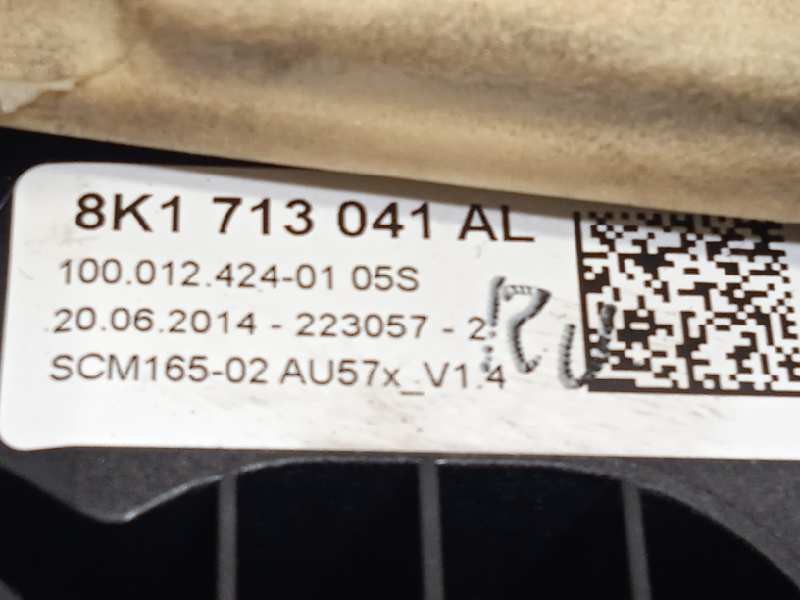 8K1 713 041 AL
100.012.424-01 05S
20.06.2014 - 223057 - 2
SCM165-02 AU57x_V1.4